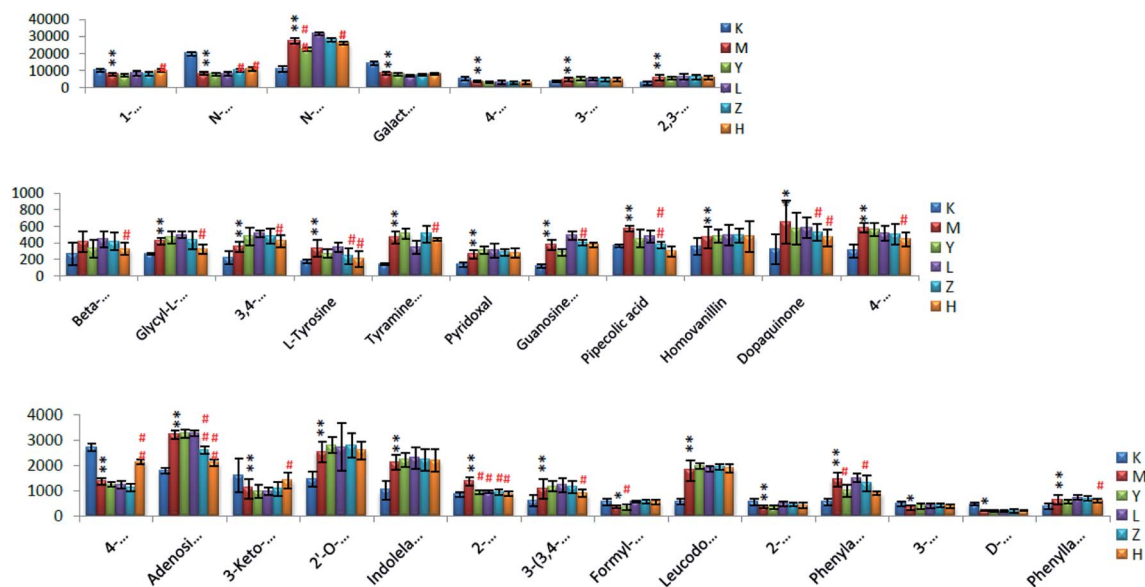 40000
30000
20000
10000
0
** ** ** # # # # ** # ** ** ** **
1-... N-... N-... Galact... 4-... 3-... 2,3-...
K
M
Y
L
Z
H
1000
800
600
400
200
0
# ** # ** # ** # # ** # ** ** # ** # # ** ** # # ** #
Beta-... Glycyl-L... 3,4-... L-Tyrosine Tyramine... Pyridoxal Guanosine... Pipecolic acid Homovanillin Dopaquinone 4-...
K
M
Y
L
Z
H
4000
3000
2000
1000
0
** # # ** # # # # ** # ** ** ** # # # # ** # * # ** ** ** # # * * ** #
4-... Adenosi... 3-Keto-... 2'-O-... Indolela... 2-... 3-(3,4-... Formyl-... Leucodo... 2-... Phenyla... 3-... D-... Phenylla...
K
M
Y
L
Z
H